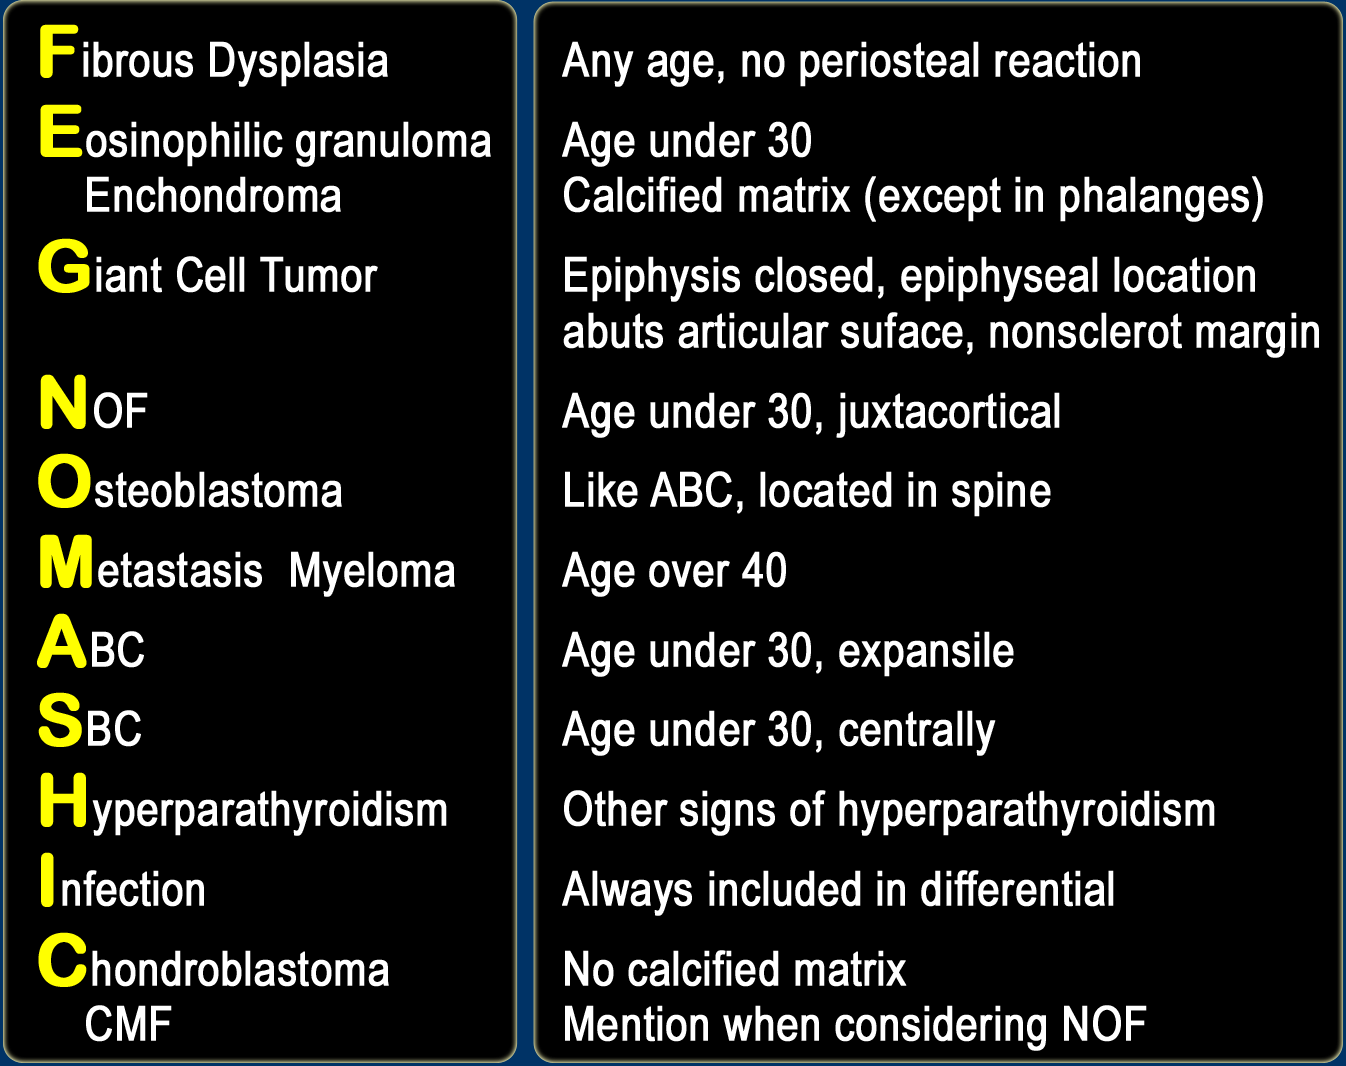 Fibrous Dysplasia Any age, no periosteal reaction
Eosinophilic granuloma Age under 30
Enchondroma Calcified matrix (except in phalanges)
Giant Cell Tumor Epiphysis closed, epiphyseal location
abuts articular suface, nonsclerot margin
NOF Age under 30, juxtacortical
Osteoblastoma Like ABC, located in spine
Metastasis Myeloma Age over 40
ABC Age under 30, expansile
SBC Age under 30, centrally
Hyperparathyroidism Other signs of hyperparathyroidism
Infection Always included in differential
Chondroblastoma No calcified matrix
CMF Mention when considering NOF